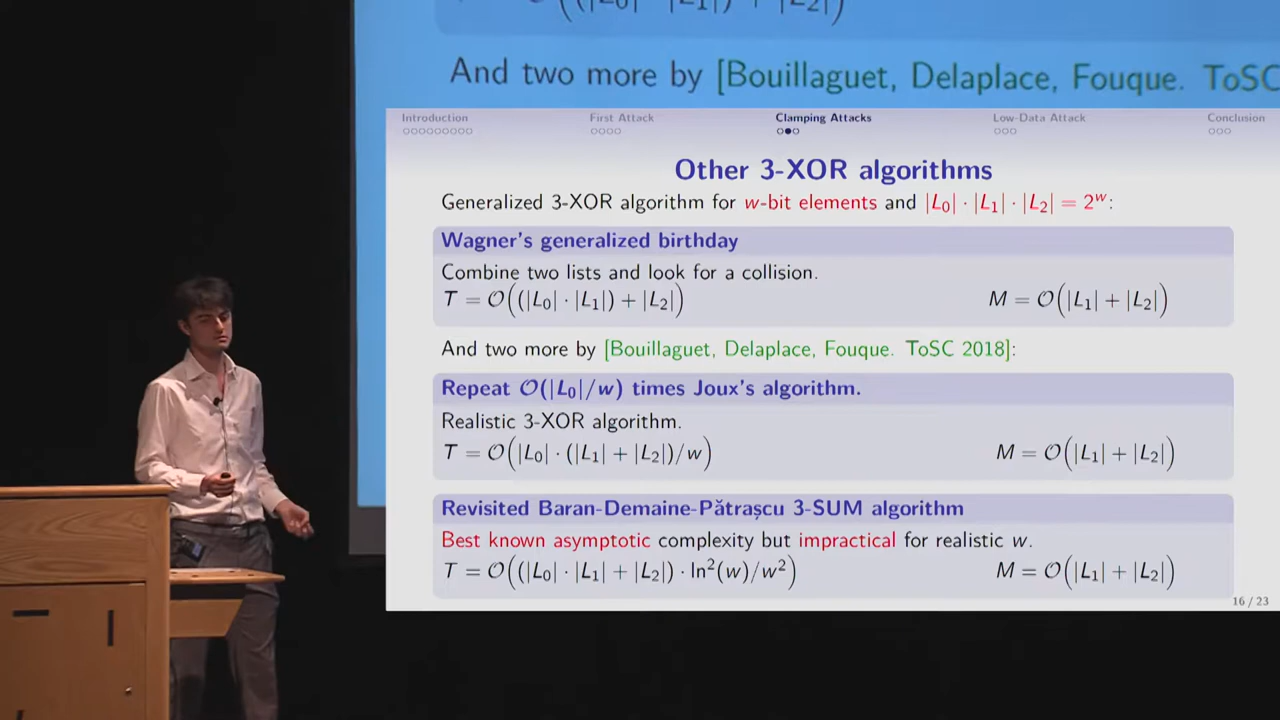 And two more by [Bouillaguet, Delaplace, Fouque. ToSC
Introduction First Attack Clamping Attacks Low-Data Attack Conclusion
Other 3-XOR algorithms
Generalized 3-XOR algorithm for w-bit elements and |L₀| · |L₁| · |L₂| = 2ʷ:
Wagner's generalized birthday
Combine two lists and look for a collision.
T = 𝒪((|L₀| · |L₁|) + |L₂|) M = 𝒪(|L₁| + |L₂|)
And two more by [Bouillaguet, Delaplace, Fouque. ToSC 2018]:
Repeat 𝒪(|L₀|/w) times Joux's algorithm.
Realistic 3-XOR algorithm.
T = 𝒪(|L₀| · (|L₁| + |L₂|)/w) M = 𝒪(|L₁| + |L₂|)
Revisited Baran-Demaine-Pătraşcu 3-SUM algorithm
Best known asymptotic complexity but impractical for realistic w.
T = 𝒪((|L₀| · |L₁| + |L₂|) · ln²(w)/w²) M = 𝒪(|L₁| + |L₂|)
16 / 23